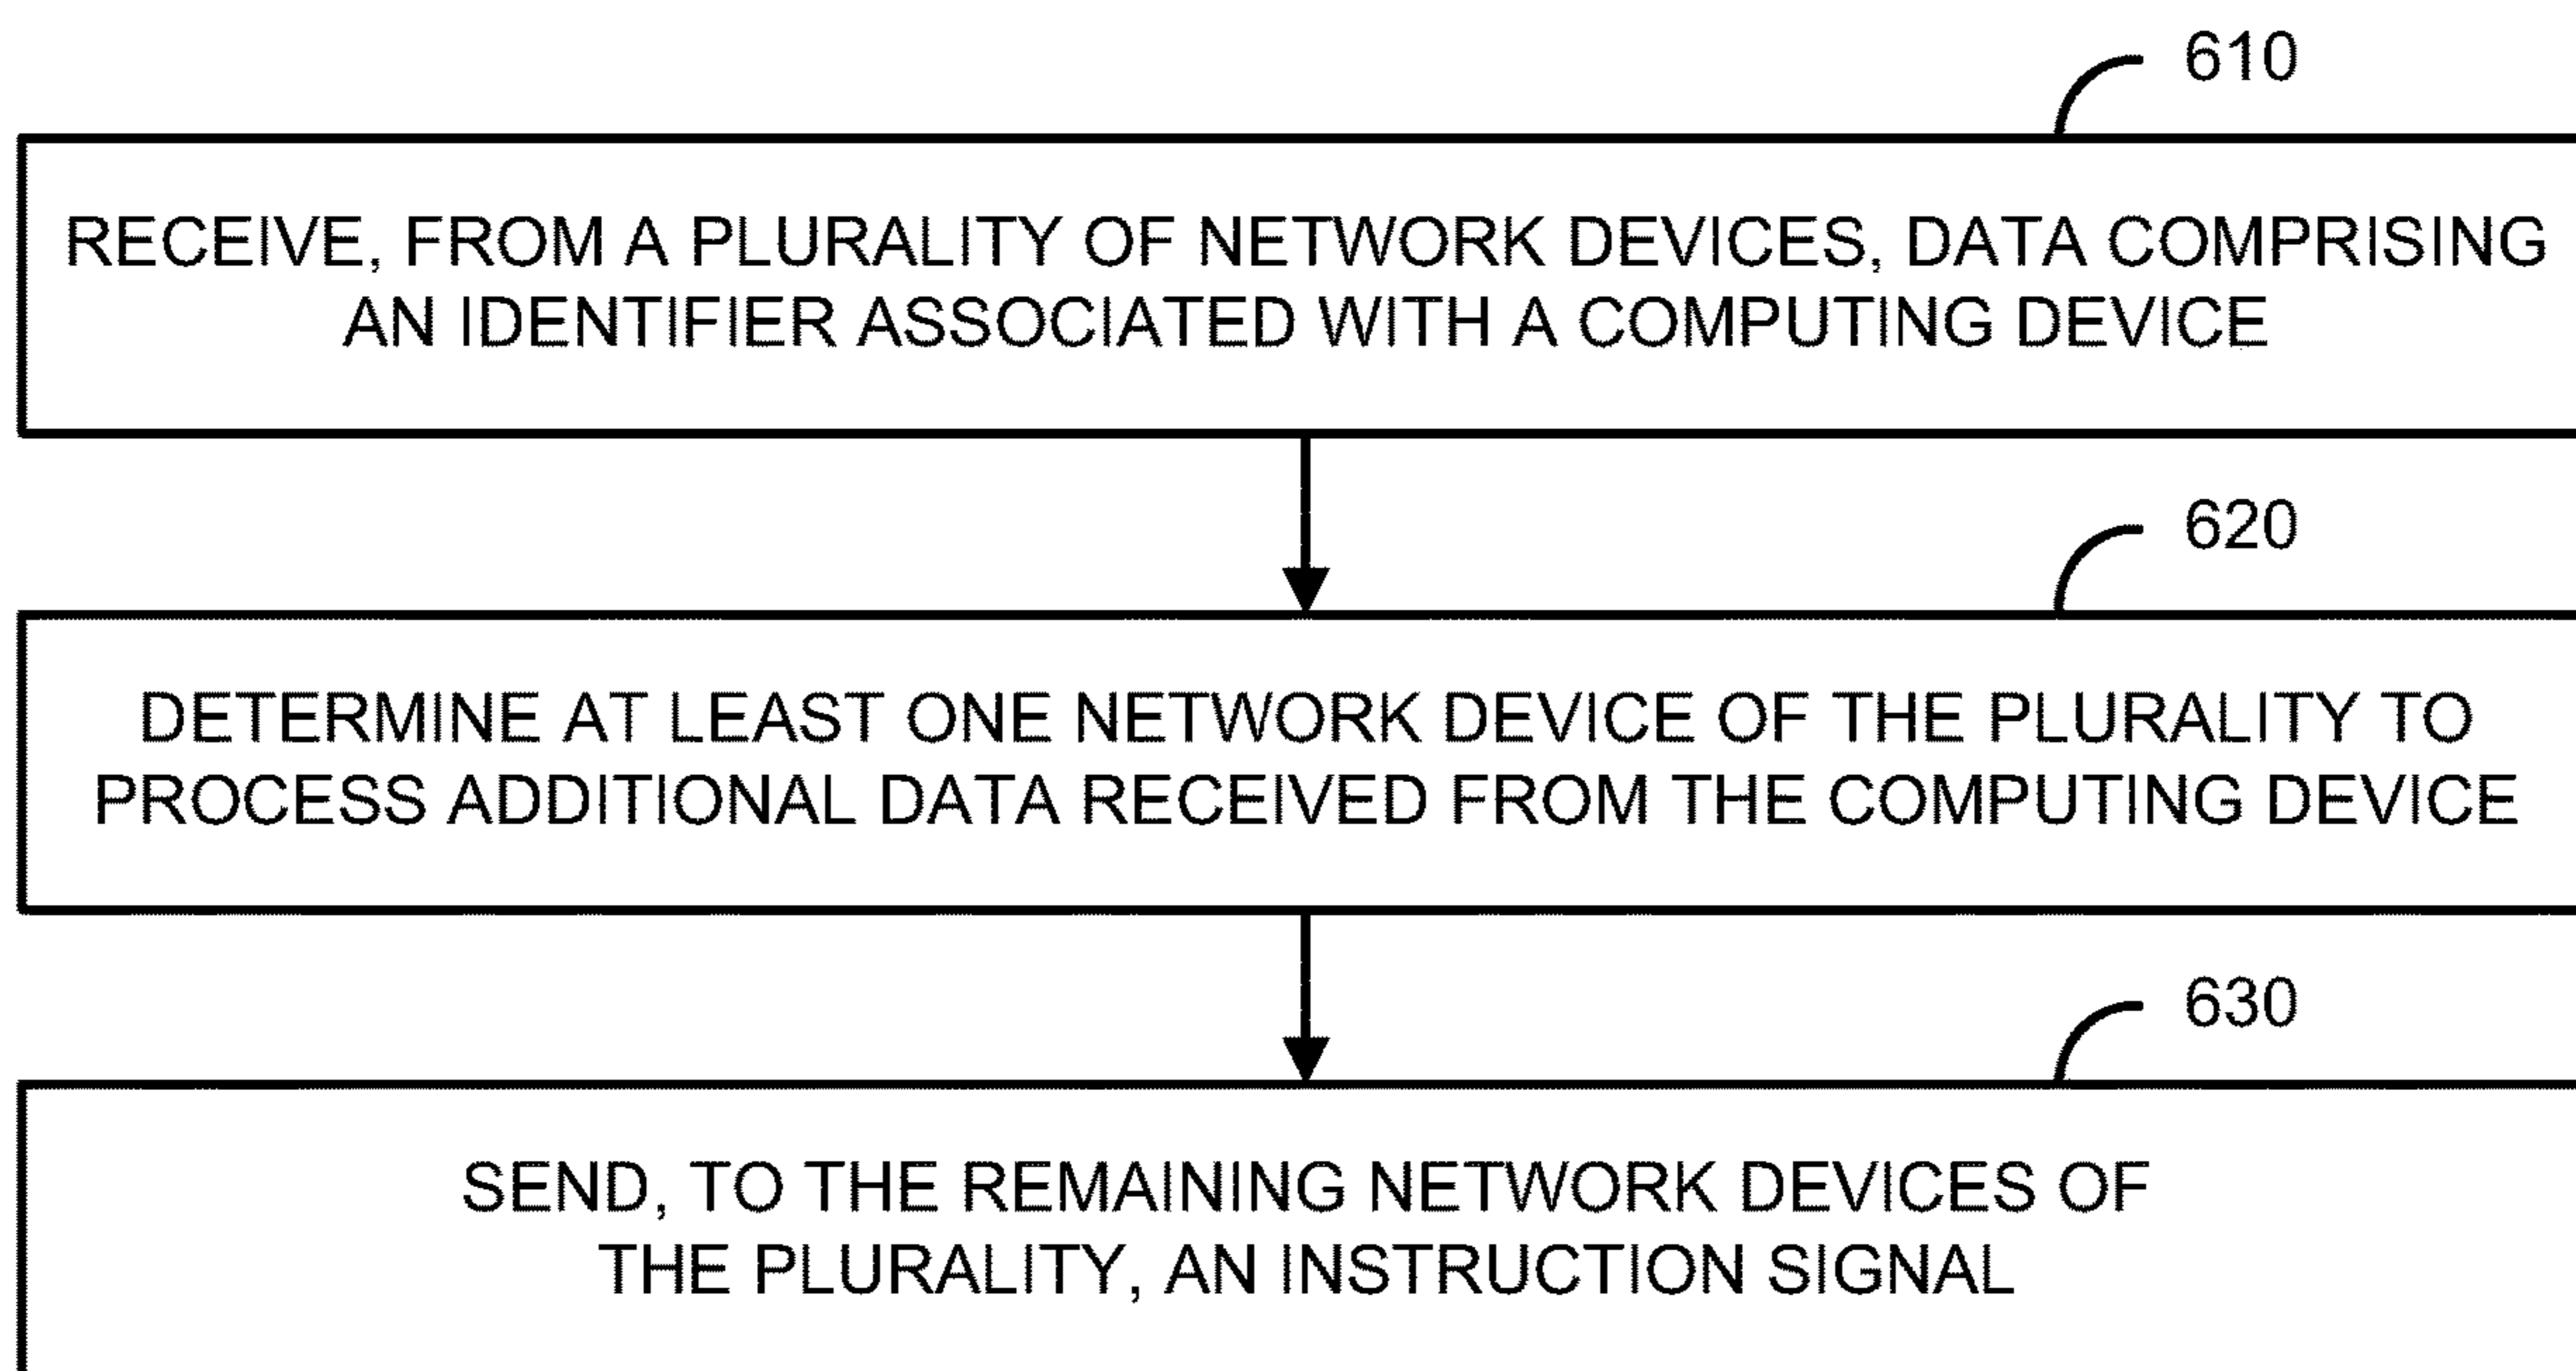 610
RECEIVE, FROM A PLURALITY OF NETWORK DEVICES, DATA COMPRISING
AN IDENTIFIER ASSOCIATED WITH A COMPUTING DEVICE
620
DETERMINE AT LEAST ONE NETWORK DEVICE OF THE PLURALITY TO
PROCESS ADDITIONAL DATA RECEIVED FROM THE COMPUTING DEVICE
630
SEND, TO THE REMAINING NETWORK DEVICES OF
THE PLURALITY, AN INSTRUCTION SIGNAL